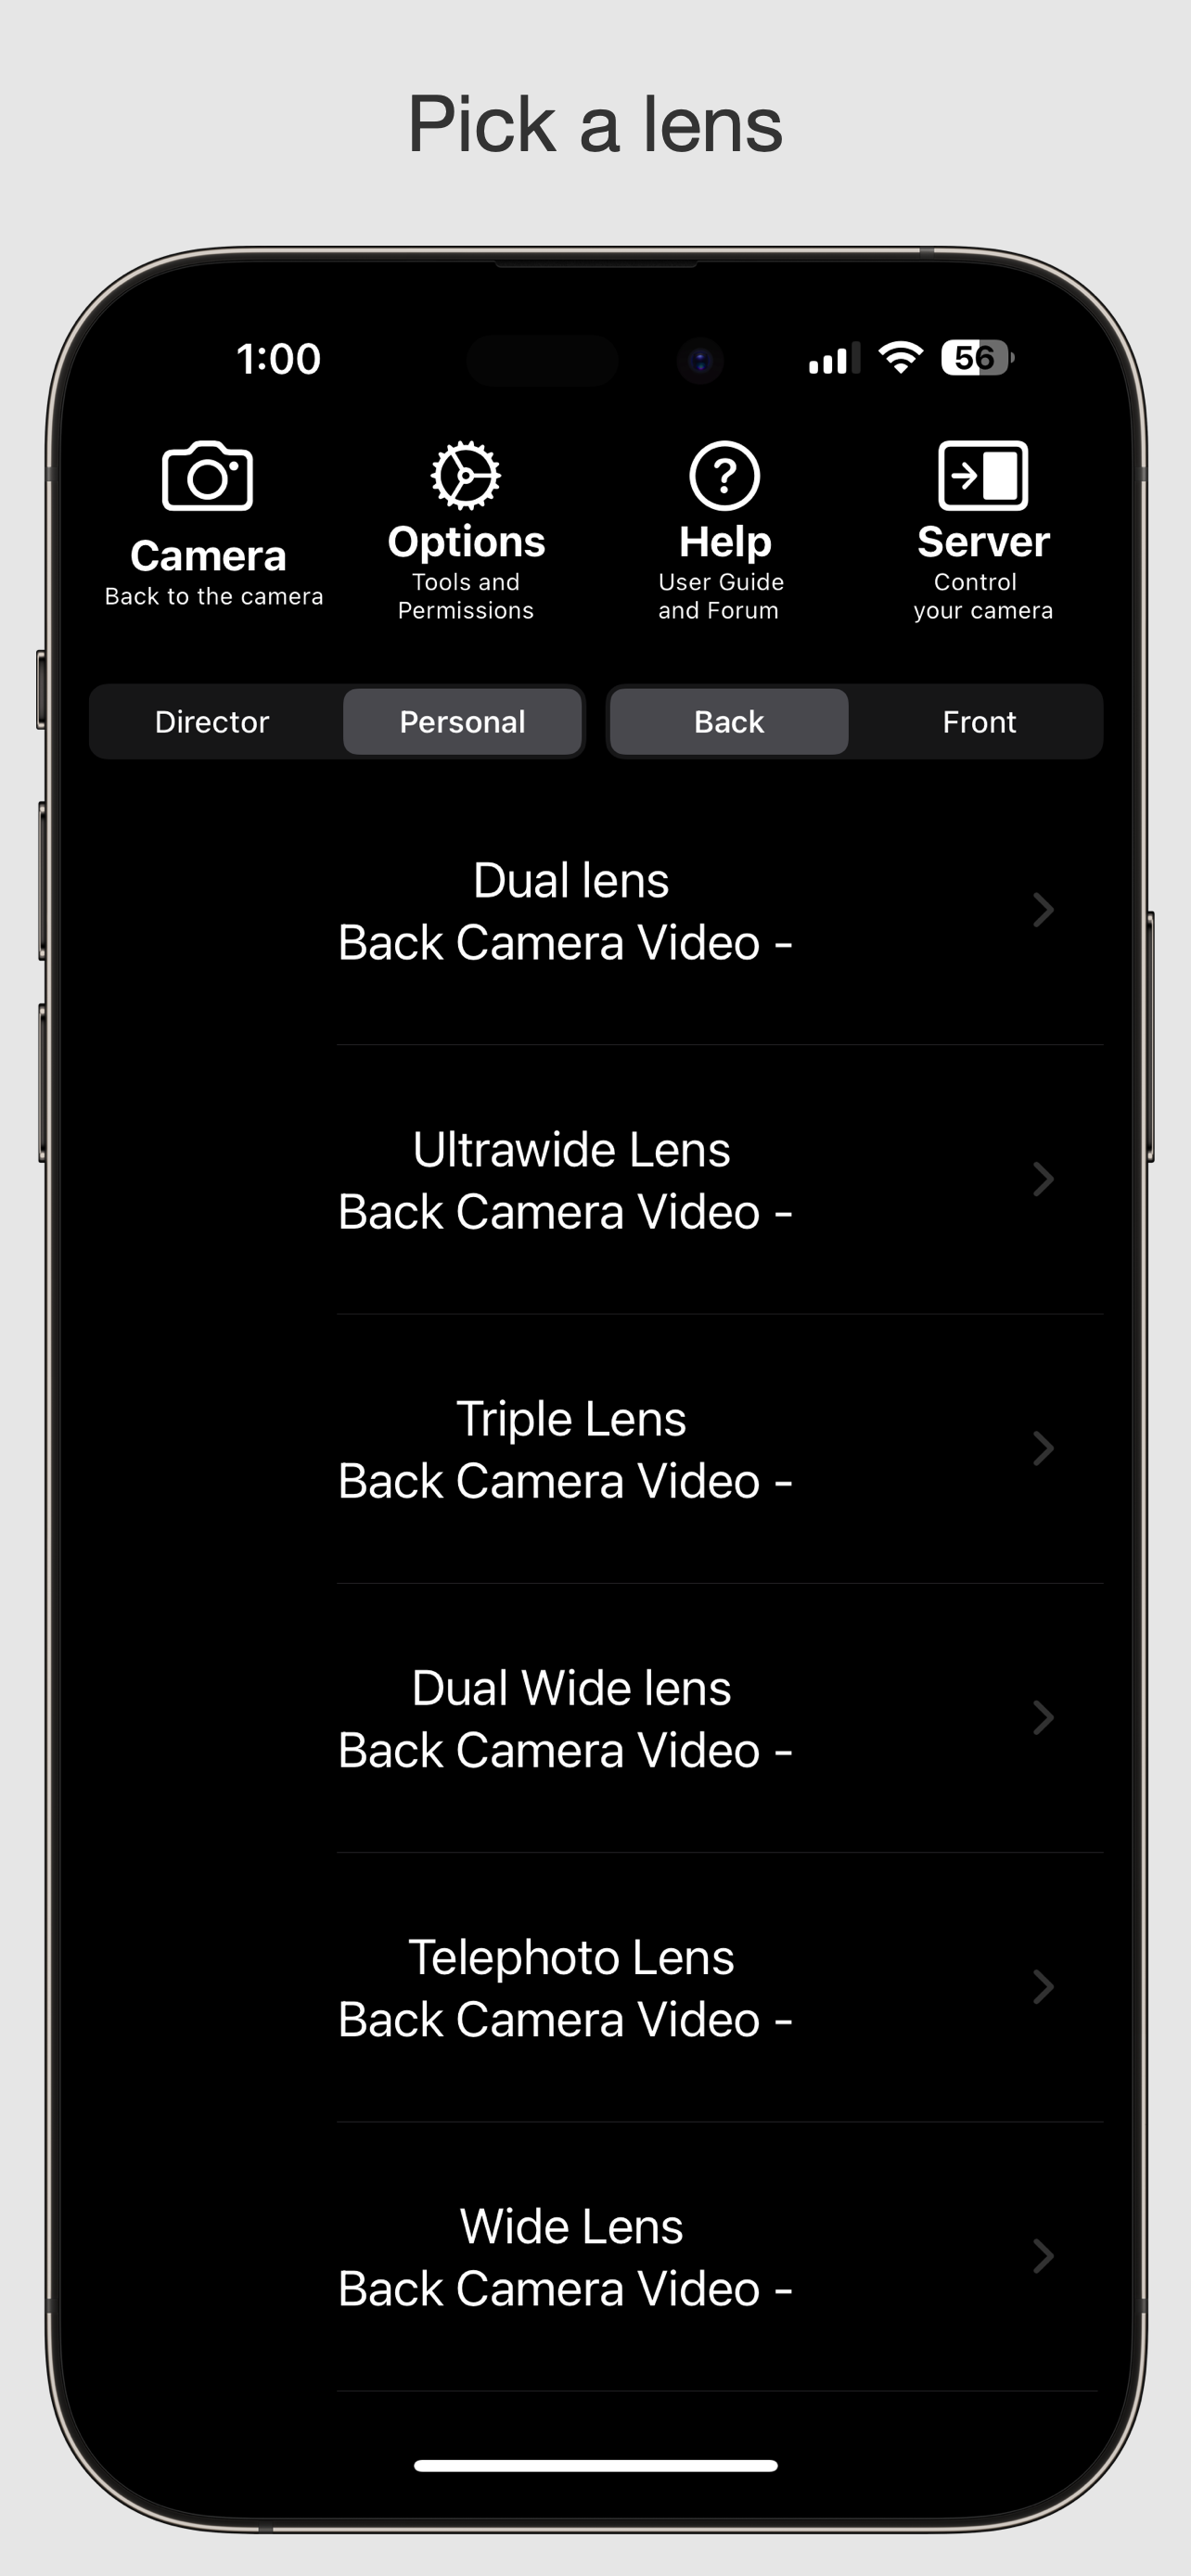 Pick a lens
1:00
56
Camera
Back to the camera
Options
Tools and
Permissions
Help
User Guide
and Forum
Server
Control
your camera
Director
Personal
Back
Front
Dual lens
Back Camera Video -
Ultrawide Lens
Back Camera Video -
Triple Lens
Back Camera Video -
Dual Wide lens
Back Camera Video -
Telephoto Lens
Back Camera Video -
Wide Lens
Back Camera Video -